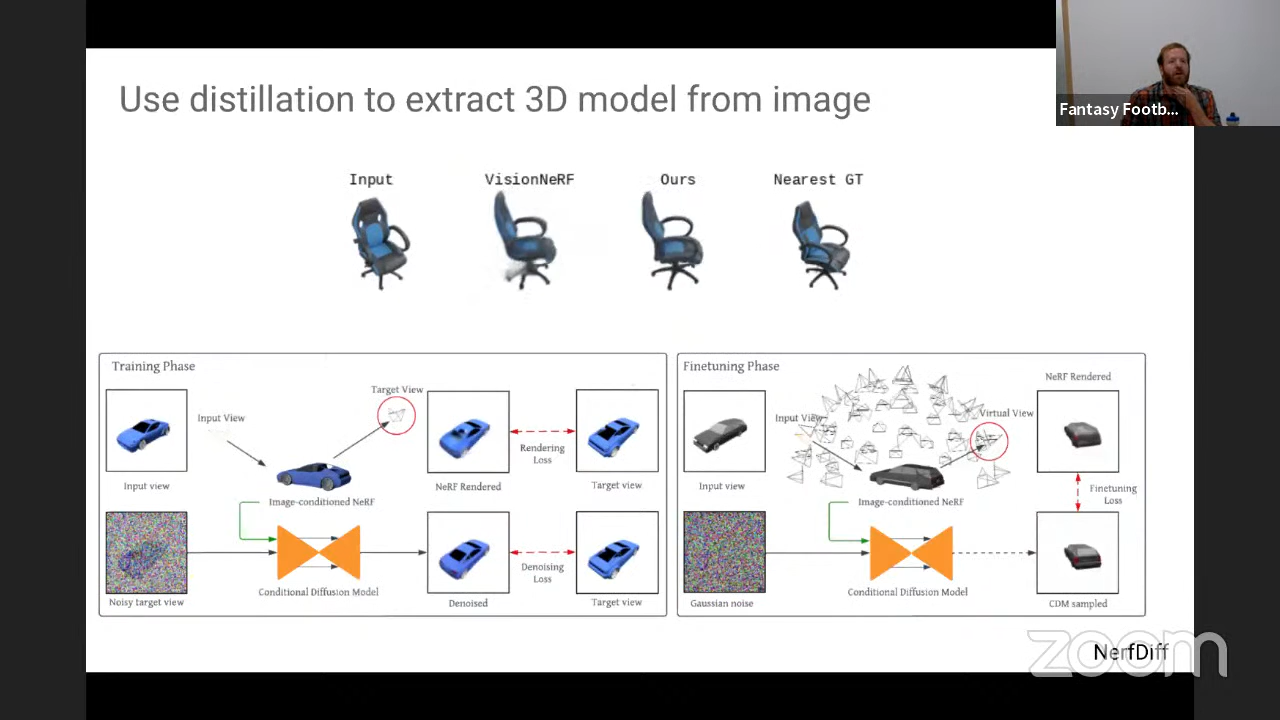 Use distillation to extract 3D model from image
Fantasy Footb...
Input
VisionNeRF
Ours
Nearest GT
Training Phase
Target View
Input View
Rendering
Loss
Input view
Image-conditioned NeRF
NeRF Rendered
Target view
Denoising
Loss
Noisy target view
Conditional Diffusion Model
Denoised
Target view
Finetuning Phase
NeRF Rendered
Input View
Virtual View
Input view
Image-conditioned NeRF
Finetuning
Loss
Gaussian noise
Conditional Diffusion Model
CDM sampled
NerfDiff
zoom